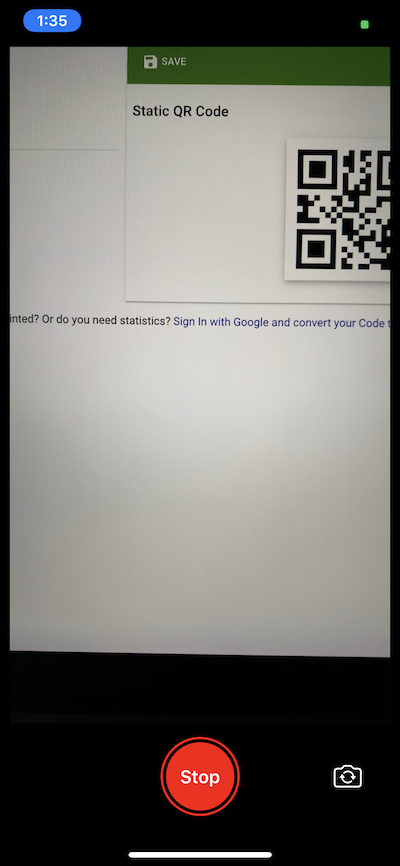 1:35
SAVE
Static QR Code
inted? Or do you need statistics? Sign In with Google and convert your Code t
Stop